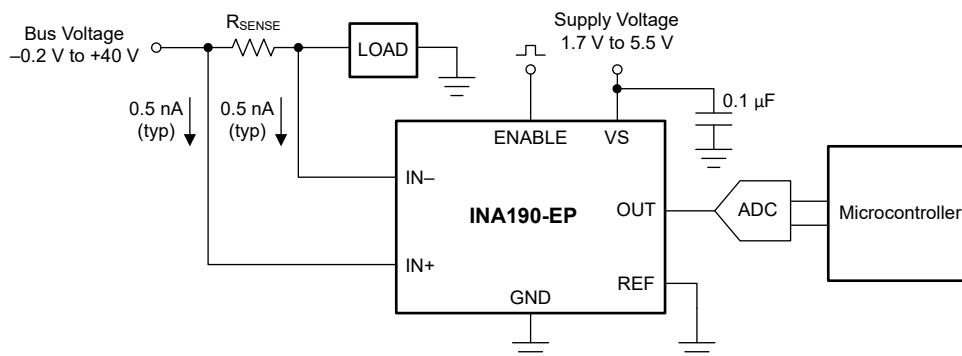 Bus Voltage
–0.2 V to +40 V
RSENSE
LOAD
Supply Voltage
1.7 V to 5.5 V
0.5 nA
(typ)
0.5 nA
(typ)
0.1 µF
ENABLE
VS
IN–
INA190-EP
OUT
ADC
Microcontroller
IN+
REF
GND